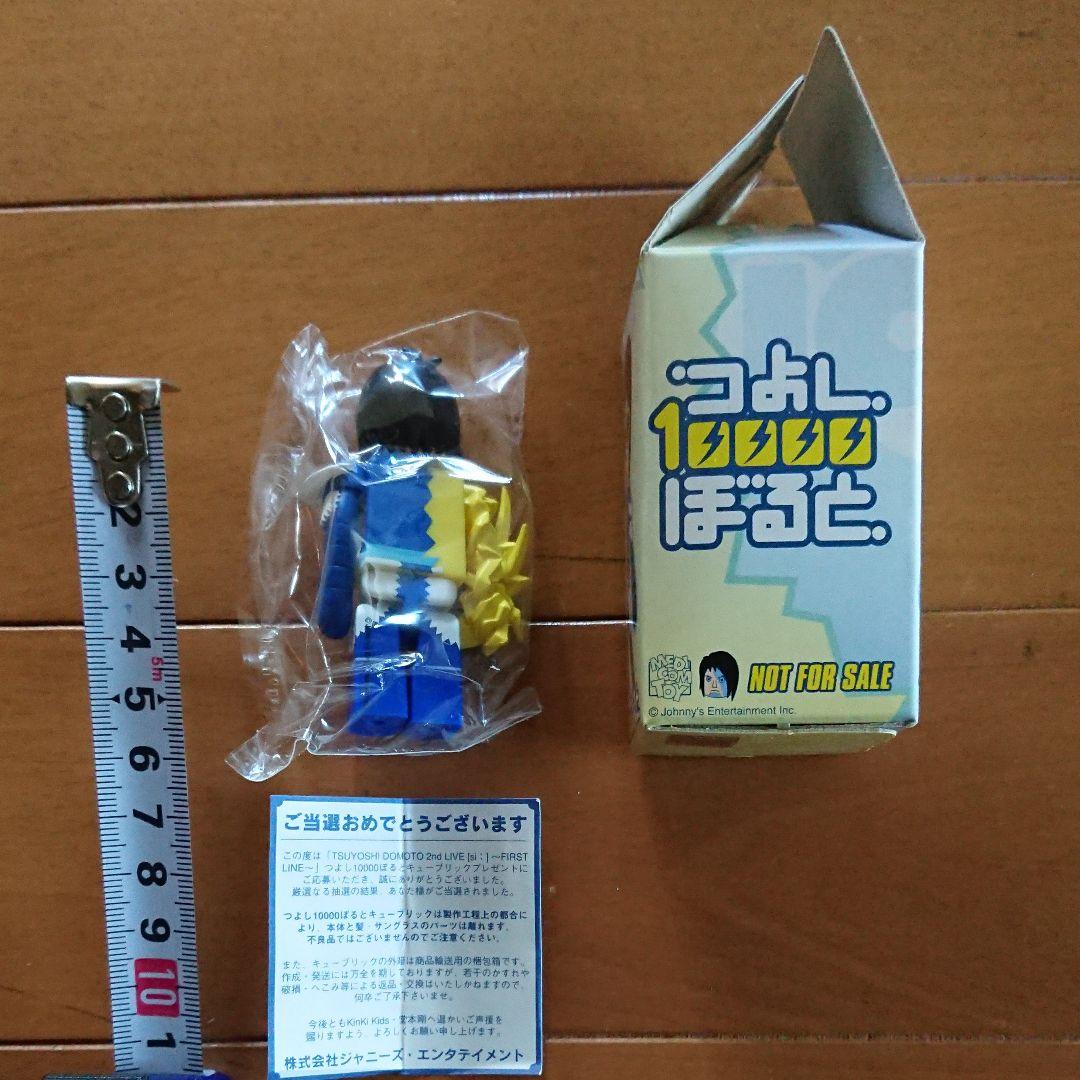 つよし
10000
ぼると
MEDICOM TOY
NOT FOR SALE
© Johnny's Entertainment Inc.
2
3
4
5m
5
6
7
8
9
10
1
ご当選おめでとうございます
この度は「TSUYOSHI DOMOTO 2nd LIVE [si:] 〜FIRST
LINE〜」つよし10000ぼるとキューブリックプレゼントに
ご応募いただき、誠にありがとうございました。
厳選なる抽選の結果、あなた様がご当選されました。
つよし10000ぼるとキューブリックは製作工程上の都合に
より、本体と髪・サングラスのパーツは離れます。
不良品ではございませんのでご注意ください。
また、キューブリックの外箱は商品輸送用の梱包箱です。
作成・発送には万全を期しておりますが、若干のかすれや
破損・へこみ等による返品・交換はいたしかねますので、
何卒ご了承下さいませ。
今後ともKinKi Kids・堂本剛へ温かいご声援を
賜りますよう、よろしくお願い申し上げます。
株式会社ジャニーズ・エンタテイメント